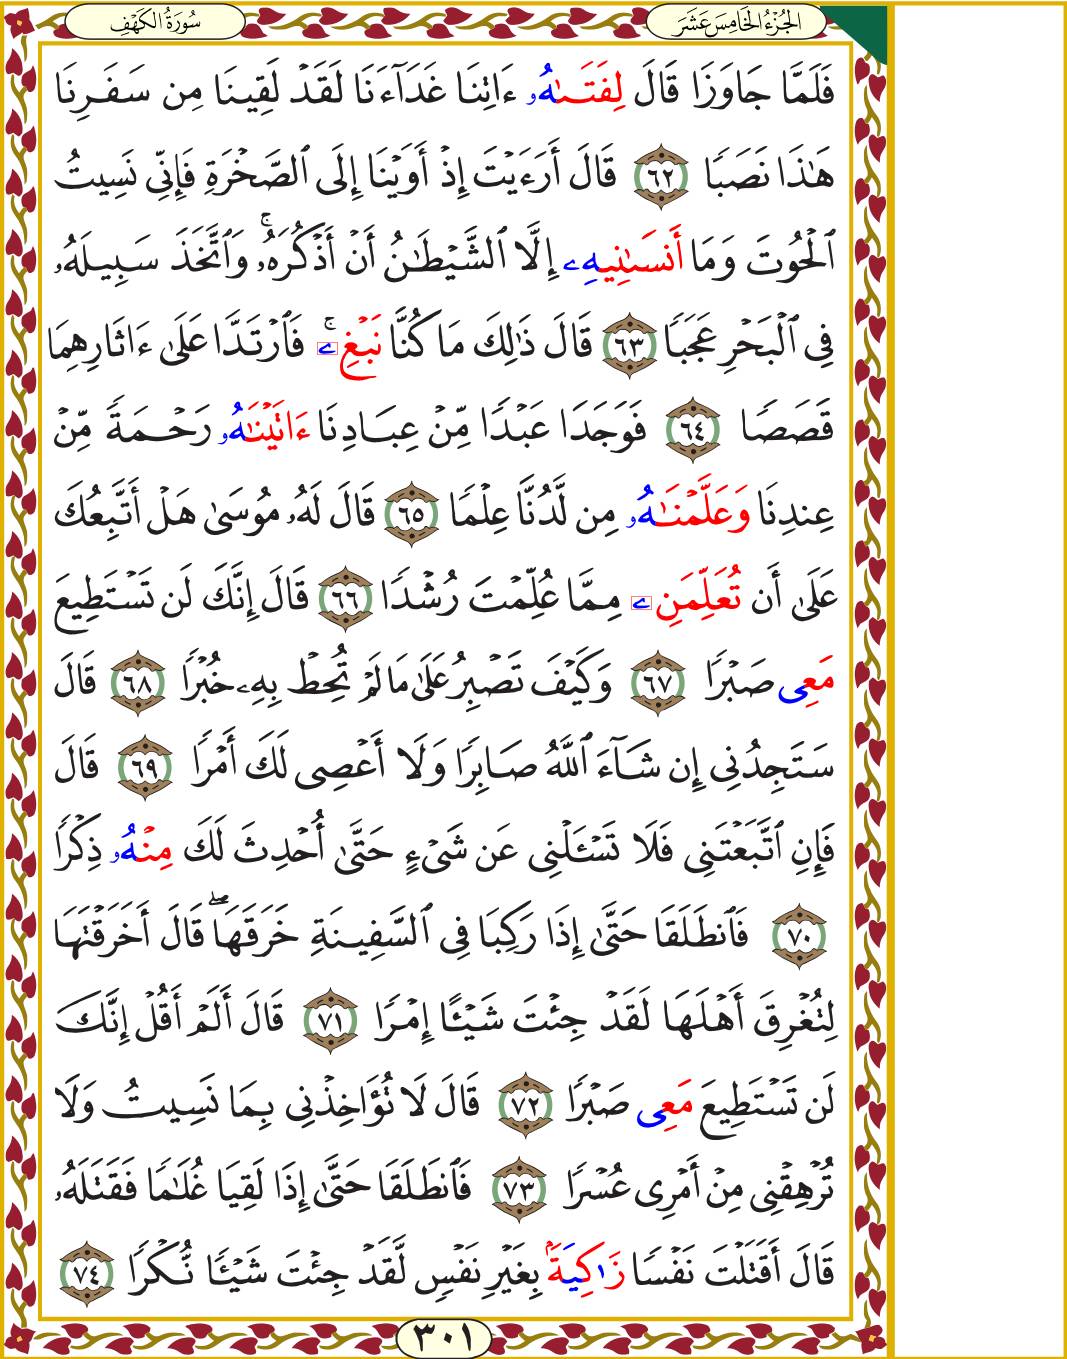 سُورَةُ الكَهْفِ
الجُزْءُ الخَامِسَ عَشَرَ
فَلَمَّا جَاوَزَا قَالَ لِفَتَىٰهُۥ ءَاتِنَا غَدَآءَنَا لَقَدْ لَقِينَا مِن سَفَرِنَا
هَٰذَا نَصَبًا ٦٢ قَالَ أَرَءَيْتَ إِذْ أَوَيْنَا إِلَى ٱلصَّخْرَةِ فَإِنِّي نَسِيتُ
ٱلْحُوتَ وَمَا أَنسَىٰنِيهِۦ إِلَّا ٱلشَّيْطَٰنُ أَنْ أَذْكُرَهُۥۚ وَٱتَّخَذَ سَبِيلَهُۥ
فِي ٱلْبَحْرِ عَجَبًا ٦٣ قَالَ ذَٰلِكَ مَا كُنَّا نَبْغِۦۚ فَٱرْتَدَّا عَلَىٰ ءَاثَارِهِمَا
قَصَصًا ٦٤ فَوَجَدَا عَبْدًا مِّنْ عِبَادِنَا ءَاتَيْنَٰهُۥ رَحْمَةً مِّنْ
عِندِنَا وَعَلَّمْنَٰهُۥ مِن لَّدُنَّا عِلْمًا ٦٥ قَالَ لَهُۥ مُوسَىٰ هَلْ أَتَّبِعُكَ
عَلَىٰ أَن تُعَلِّمَنِۦ مِمَّا عُلِّمْتَ رُشْدًا ٦٦ قَالَ إِنَّكَ لَن تَسْتَطِيعَ
مَعِى صَبْرًا ٦٧ وَكَيْفَ تَصْبِرُ عَلَىٰ مَا لَمْ تُحِطْ بِهِۦ خُبْرًا ٦٨ قَالَ
سَتَجِدُنِى إِن شَآءَ ٱللَّهُ صَابِرًا وَلَا أَعْصِى لَكَ أَمْرًا ٦٩ قَالَ
فَإِنِ ٱتَّبَعْتَنِى فَلَا تَسْـَٔلْنِى عَن شَىْءٍ حَتَّىٰ أُحْدِثَ لَكَ مِنْهُۥ ذِكْرًا
٧٠ فَٱنطَلَقَا حَتَّىٰ إِذَا رَكِبَا فِى ٱلسَّفِينَةِ خَرَقَهَاۖ قَالَ أَخَرَقْتَهَا
لِتُغْرِقَ أَهْلَهَا لَقَدْ جِئْتَ شَيْـًٔا إِمْرًا ٧١ قَالَ أَلَمْ أَقُلْ إِنَّكَ
لَن تَسْتَطِيعَ مَعِى صَبْرًا ٧٢ قَالَ لَا تُؤَاخِذْنِى بِمَا نَسِيتُ وَلَا
تُرْهِقْنِى مِنْ أَمْرِى عُسْرًا ٧٣ فَٱنطَلَقَا حَتَّىٰ إِذَا لَقِيَا غُلَٰمًا فَقَتَلَهُۥ
قَالَ أَقَتَلْتَ نَفْسًا زَٰكِيَةًۢ بِغَيْرِ نَفْسٍ لَّقَدْ جِئْتَ شَيْـًٔا نُّكْرًا ٧٤
٣٠١